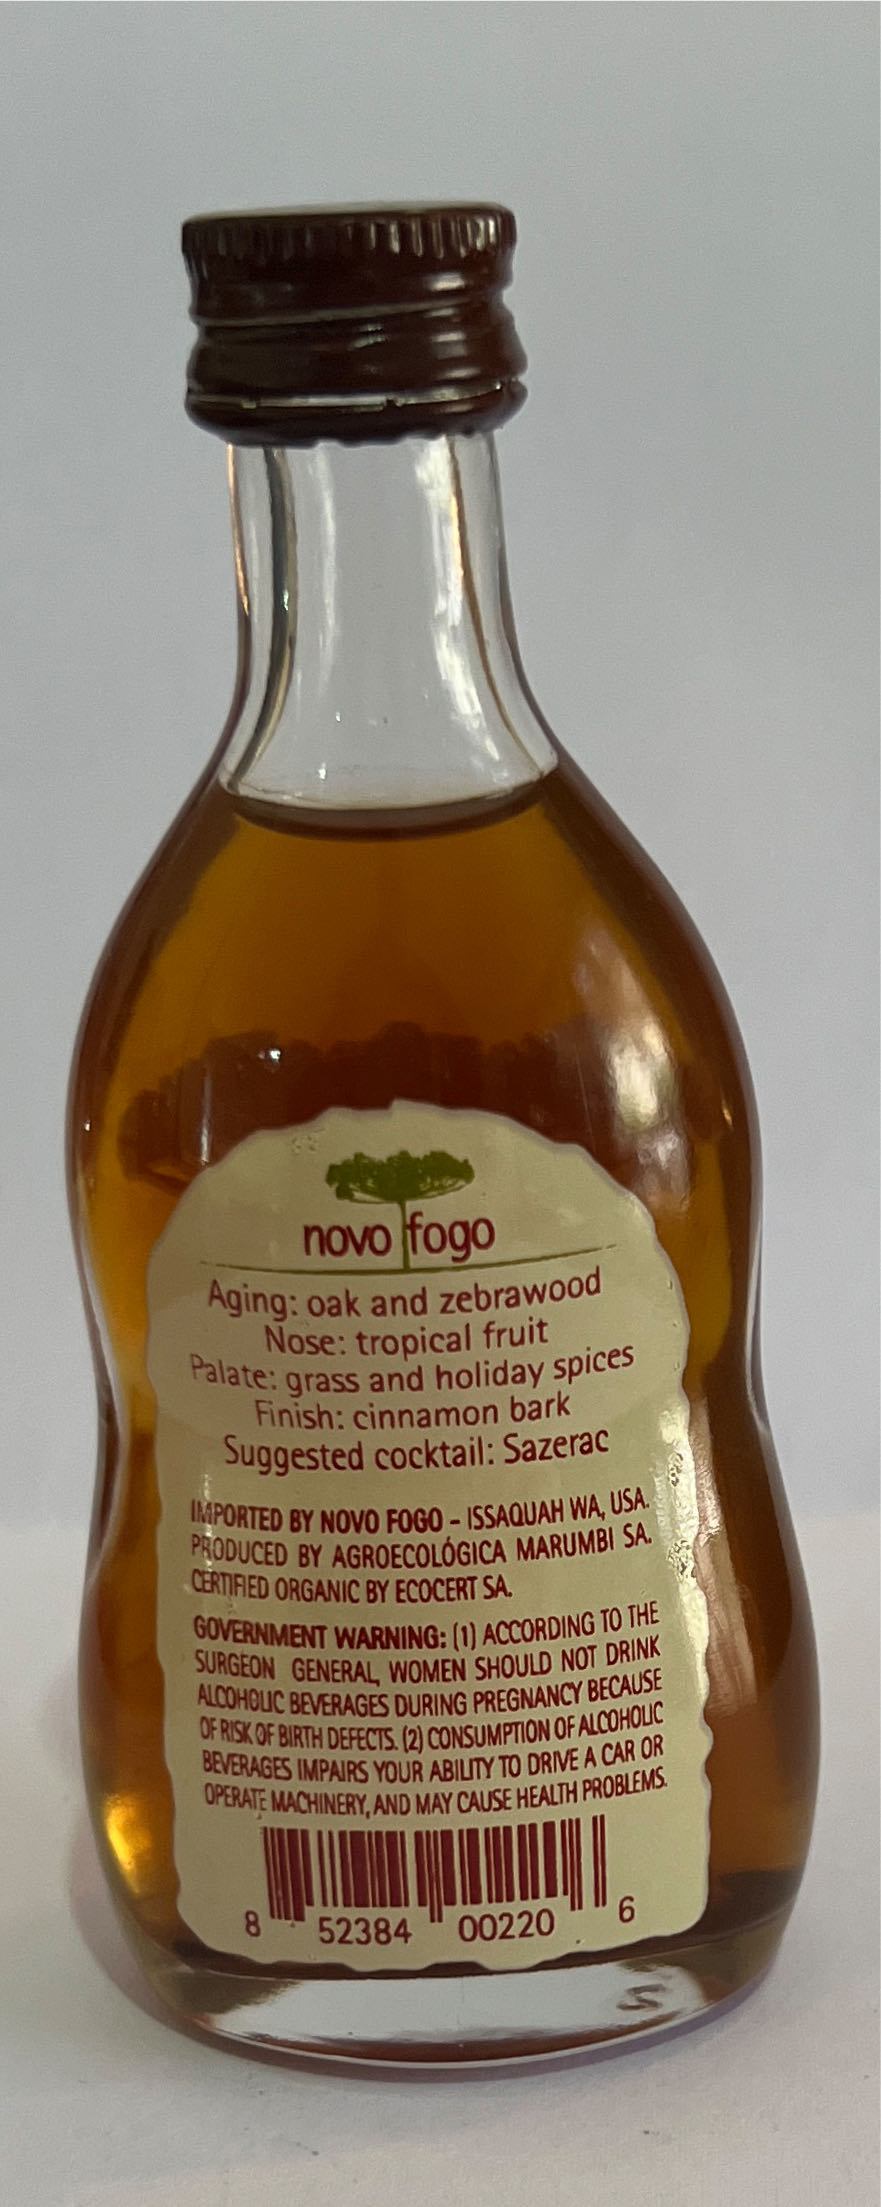 novo fogo
Aging: oak and zebrawood
Nose: tropical fruit
Palate: grass and holiday spices
Finish: cinnamon bark
Suggested cocktail: Sazerac
IMPORTED BY NOVO FOGO – ISSAQUAH WA, USA.
PRODUCED BY AGROECOLÓGICA MARUMBI SA.
CERTIFIED ORGANIC BY ECOCERT SA.
GOVERNMENT WARNING: (1) ACCORDING TO THE
SURGEON GENERAL, WOMEN SHOULD NOT DRINK
ALCOHOLIC BEVERAGES DURING PREGNANCY BECAUSE
OF RISK OF BIRTH DEFECTS. (2) CONSUMPTION OF ALCOHOLIC
BEVERAGES IMPAIRS YOUR ABILITY TO DRIVE A CAR OR
OPERATE MACHINERY, AND MAY CAUSE HEALTH PROBLEMS.
8 52384 00220 6